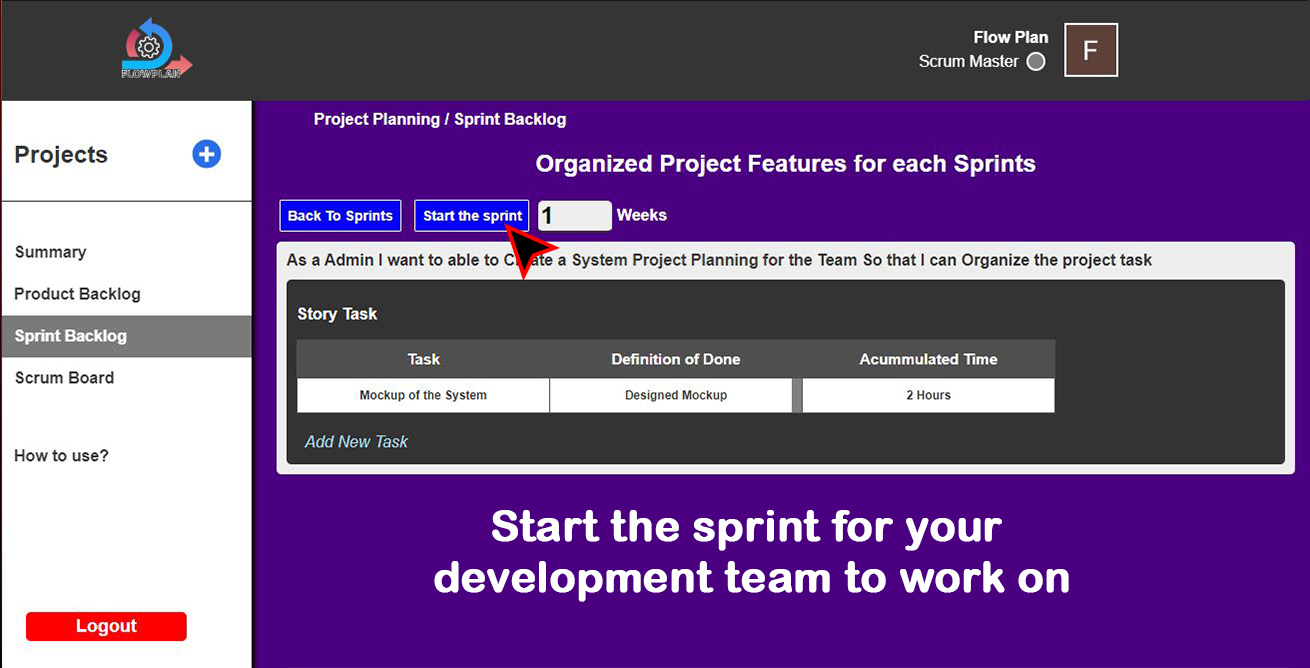 FLOWPLAN
Flow Plan
Scrum Master
F
Projects
Summary
Product Backlog
Sprint Backlog
Scrum Board
How to use?
Logout
Project Planning / Sprint Backlog
Organized Project Features for each Sprints
Back To Sprints Start the sprint 1 Weeks
As a Admin I want to able to a System Project Planning for the Team So that I can Organize the project task
Story Task
Task Definition of Done Acummulated Time
Mockup of the System Designed Mockup 2 Hours
Add New Task
Start the sprint for your
development team to work on